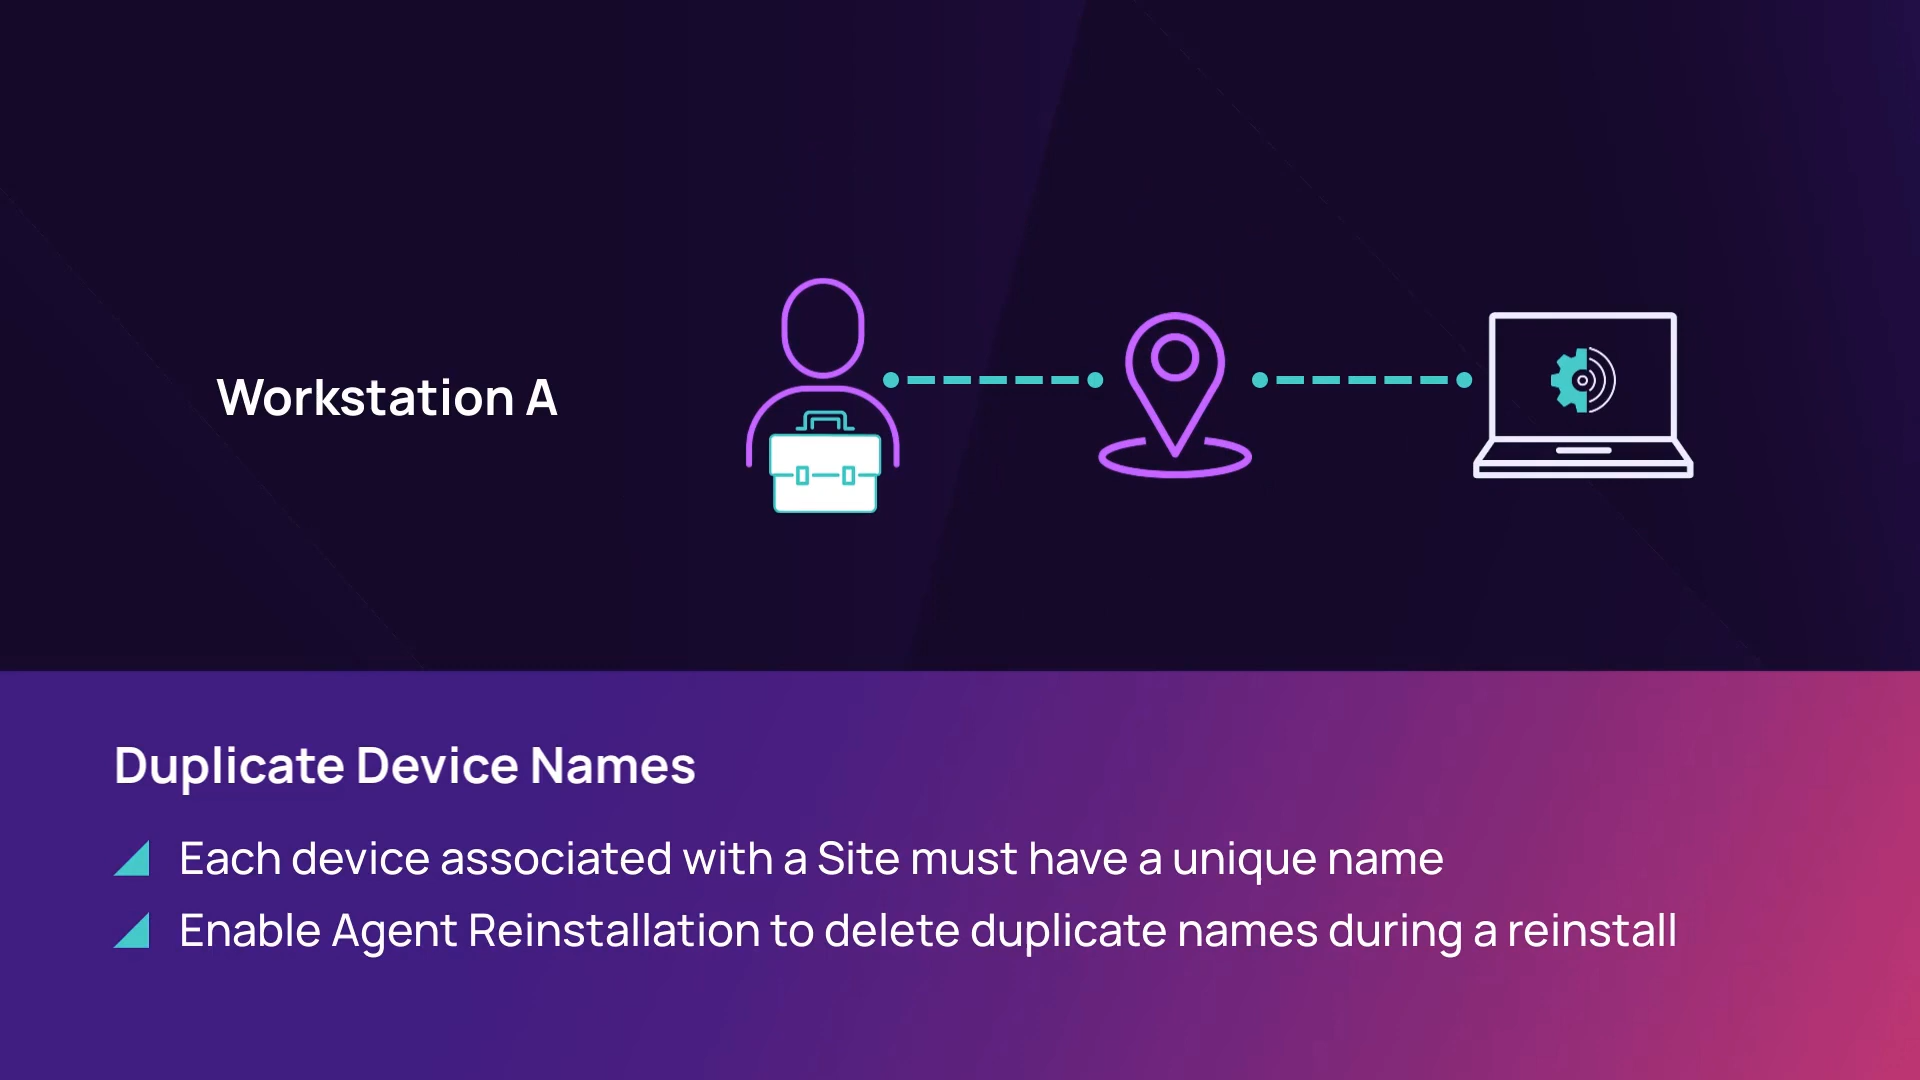 Workstation A
Duplicate Device Names
Each device associated with a Site must have a unique name
Enable Agent Reinstallation to delete duplicate names during a reinstall